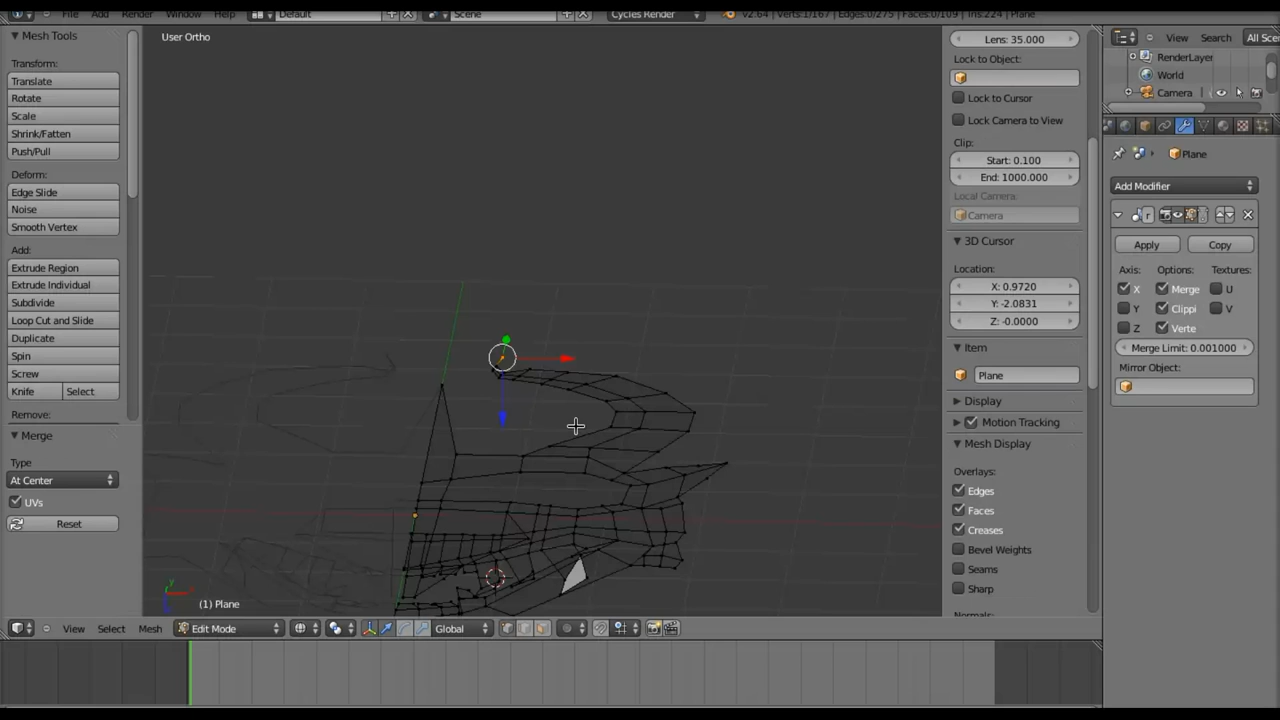 File Add Render Window Help Default Scene Cycles Render v2.64 | Verts:1/167 | Edges:0/275 | Faces:0/109 | Tris:224 | Plane
Mesh Tools
Transform:
Translate
Rotate
Scale
Shrink/Fatten
Push/Pull
Deform:
Edge Slide
Noise
Smooth Vertex
Add:
Extrude Region
Extrude Individual
Subdivide
Loop Cut and Slide
Duplicate
Spin
Screw
Knife Select
Remove:
Merge
Type
At Center
UVs
Reset
User Ortho
y
(1) Plane
View Select Mesh Edit Mode Global
Lens: 35.000
Lock to Object:
Lock to Cursor
Lock Camera to View
Clip:
Start: 0.100
End: 1000.000
Local Camera:
Camera
3D Cursor
Location:
X: 0.9720
Y: -2.0831
Z: -0.0000
Item
Plane
Display
Motion Tracking
Mesh Display
Overlays:
Edges
Faces
Creases
Bevel Weights
Seams
Sharp
Normals:
View Search All Sce
RenderLayer
World
Camera
Plane
Add Modifier
r
Apply Copy
Axis: Options: Textures:
X Merge U
Y Clippi V
Z Verte
Merge Limit: 0.001000
Mirror Object: